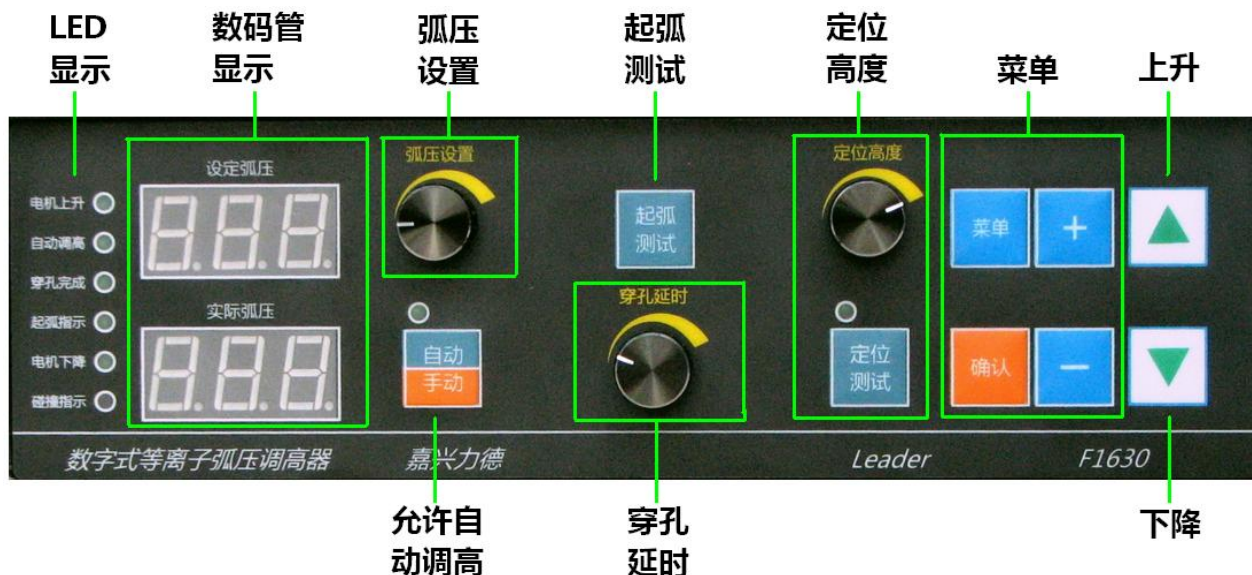 LED
显示
数码管
显示
弧压
设置
起弧
测试
定位
高度
菜单
上升
设定弧压
弧压设置
定位高度
电机上升
自动调高
穿孔完成
起弧指示
电机下降
碰撞指示
起弧
测试
菜单
+
实际弧压
穿孔延时
自动
手动
定位
测试
确认
−
数字式等离子弧压调高器
嘉兴力德
Leader
F1630
允许自
动调高
穿孔
延时
下降